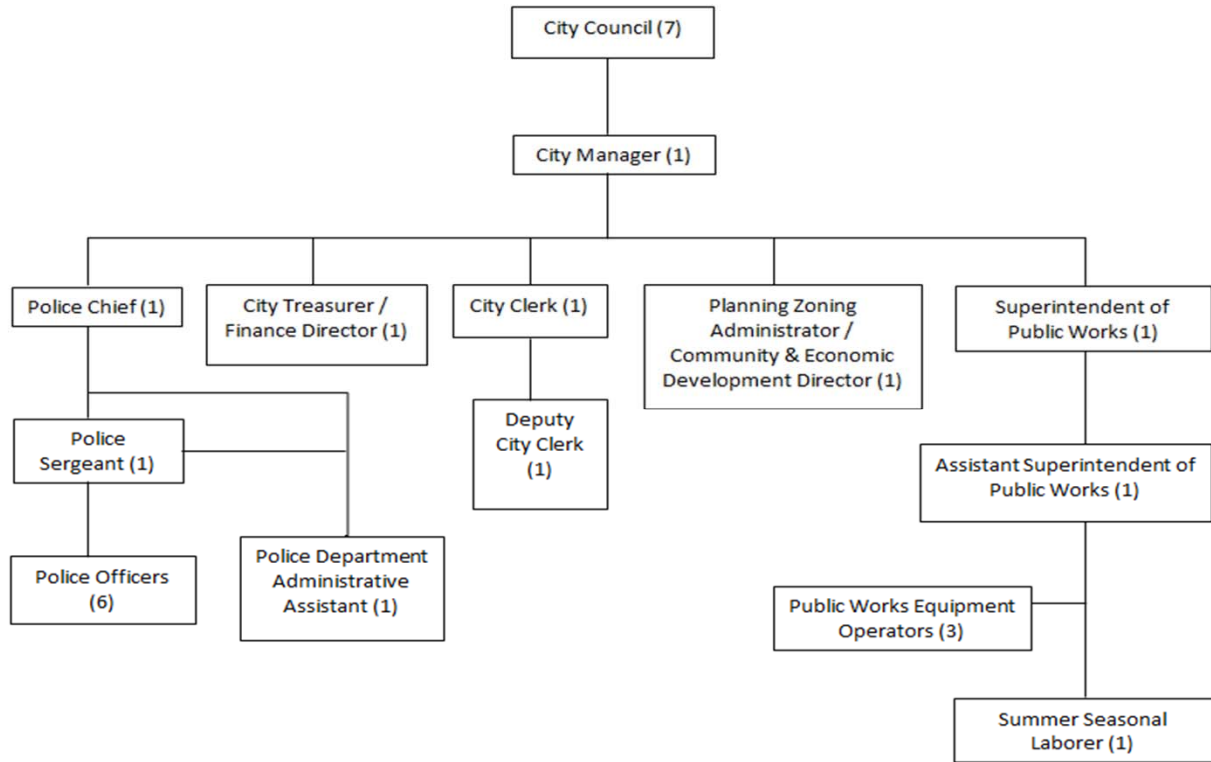 City Council (7)
City Manager (1)
Police Chief (1)
City Treasurer /
Finance Director (1)
City Clerk (1)
Planning Zoning
Administrator /
Community & Economic
Development Director (1)
Superintendent of
Public Works (1)
Police
Sergeant (1)
Deputy
City Clerk
(1)
Assistant Superintendent of
Public Works (1)
Police Officers
(6)
Police Department
Administrative
Assistant (1)
Public Works Equipment
Operators (3)
Summer Seasonal
Laborer (1)